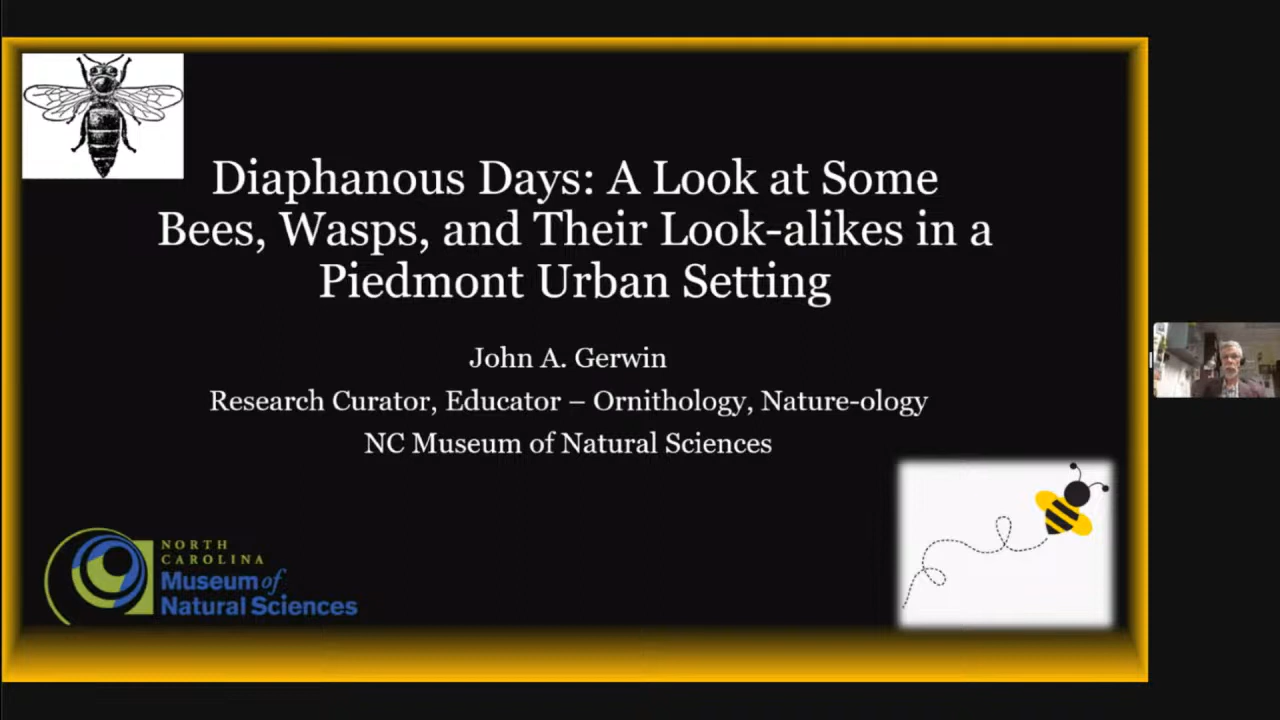 Diaphanous Days: A Look at Some
Bees, Wasps, and Their Look-alikes in a
Piedmont Urban Setting
John A. Gerwin
Research Curator, Educator – Ornithology, Nature-ology
NC Museum of Natural Sciences
NORTH
CAROLINA
Museum of
Natural Sciences